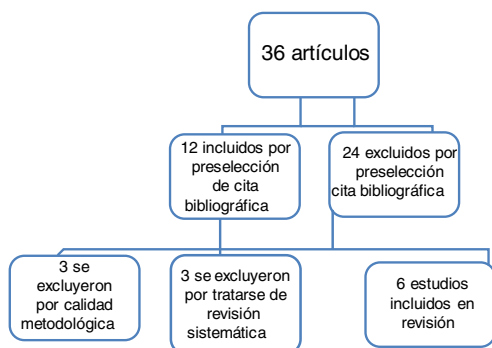 36 artículos
12 incluidos por
preselección
de cita
bibliográfica
24 excluidos por
preselección
cita bibliográfica
3 se
excluyeron
por calidad
metodológica
3 se excluyeron
por tratarse de
revisión
sistemática
6 estudios
incluidos en
revisión